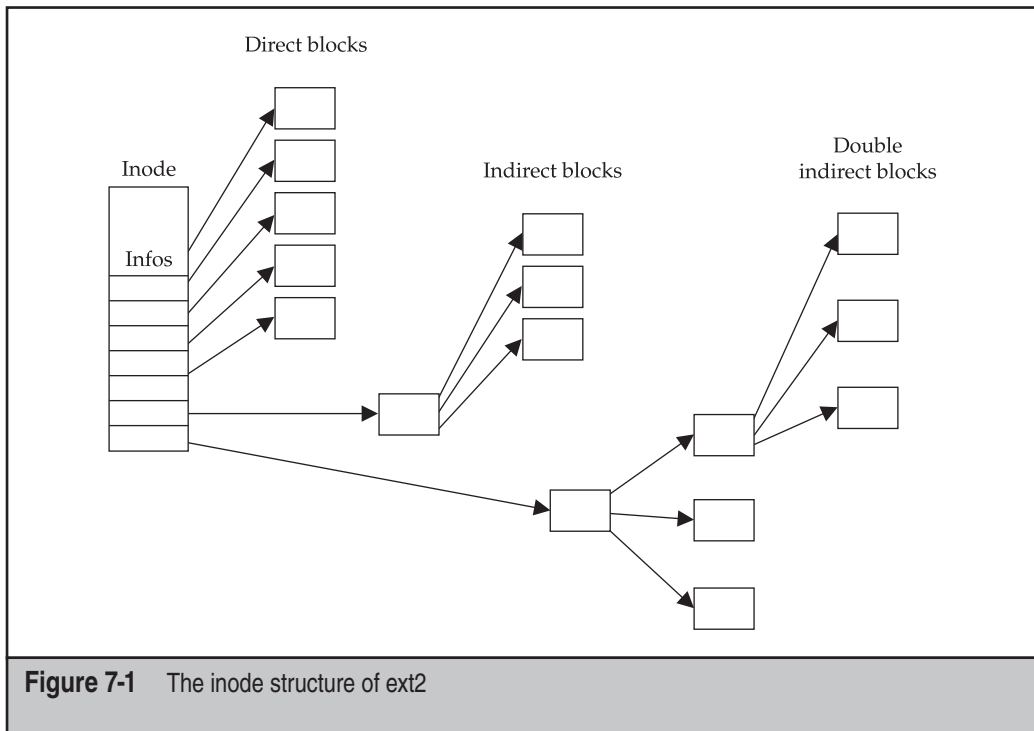 Direct blocks
Inode
Infos
Indirect blocks
Double
indirect blocks
Figure 7-1 The inode structure of ext2